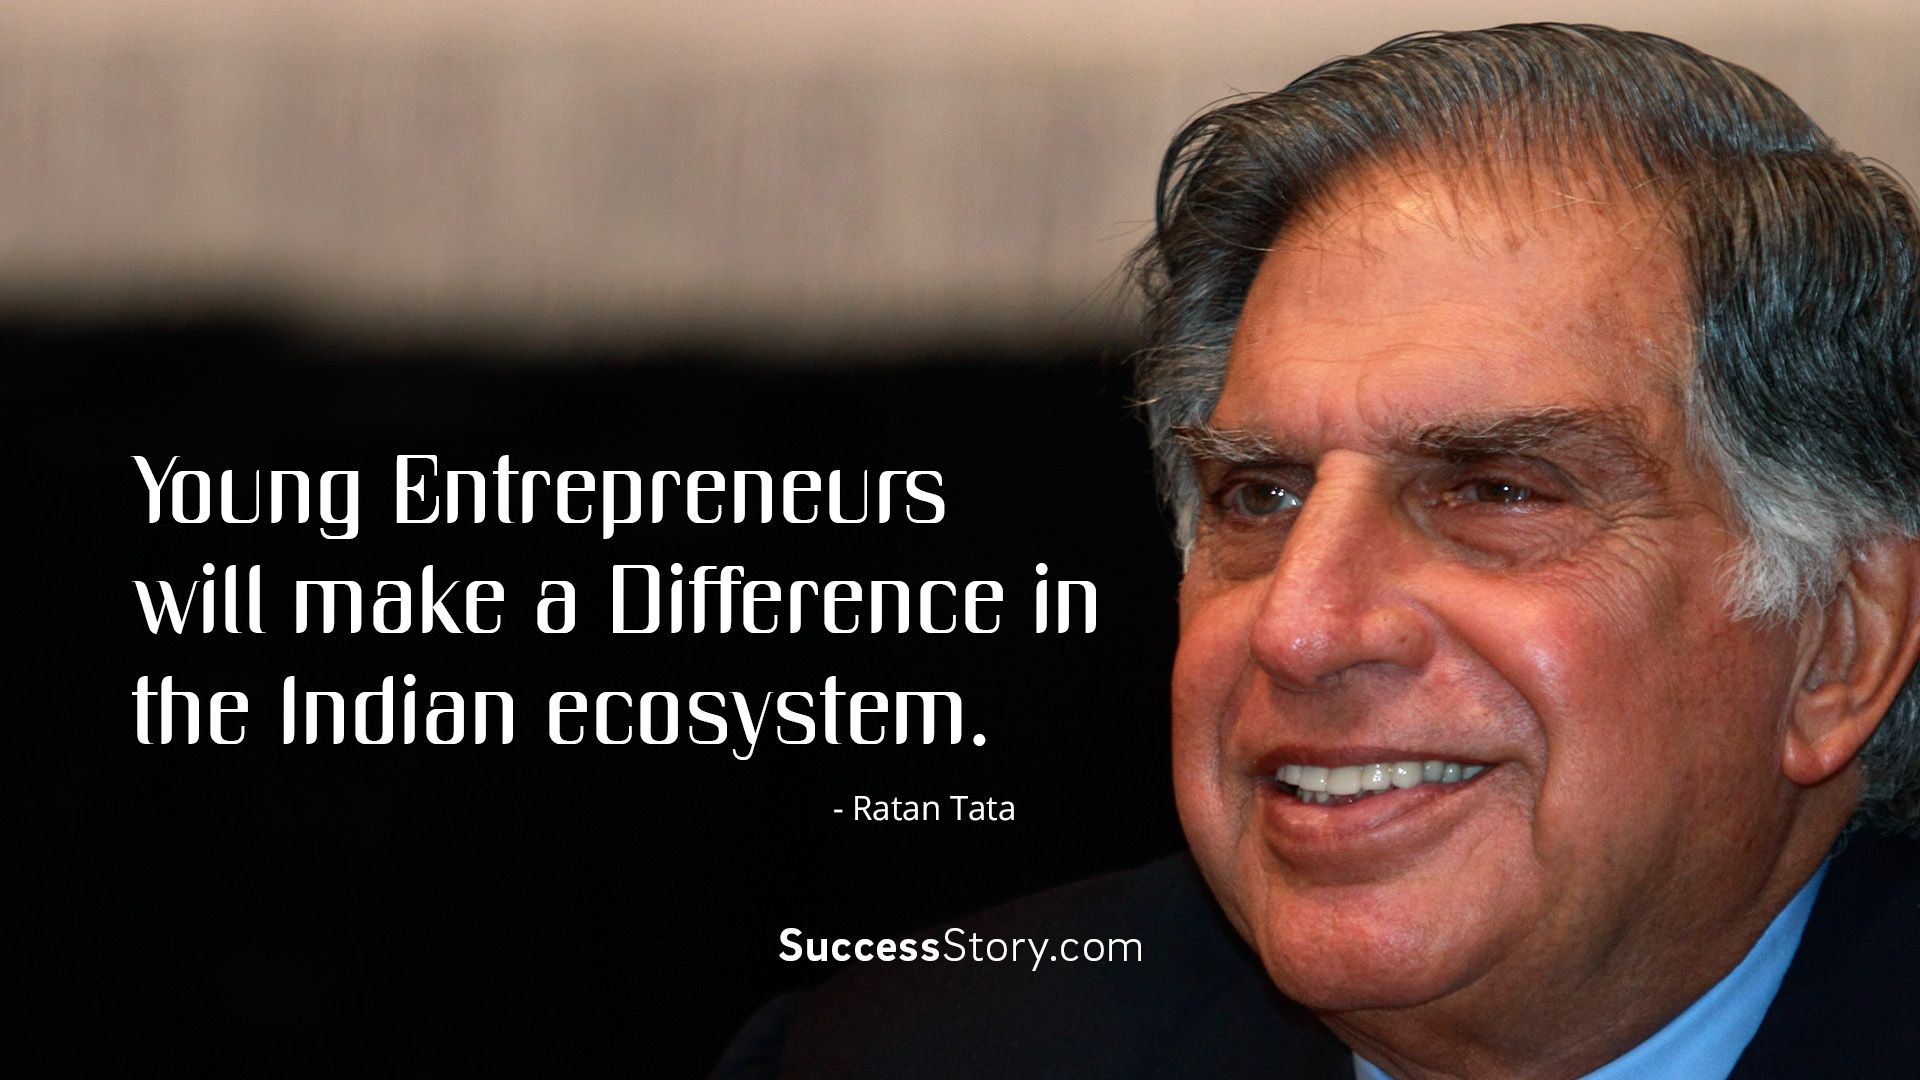 Young Entrepreneurs
will make a Difference in
the Indian ecosystem.
- Ratan Tata
SuccessStory.com